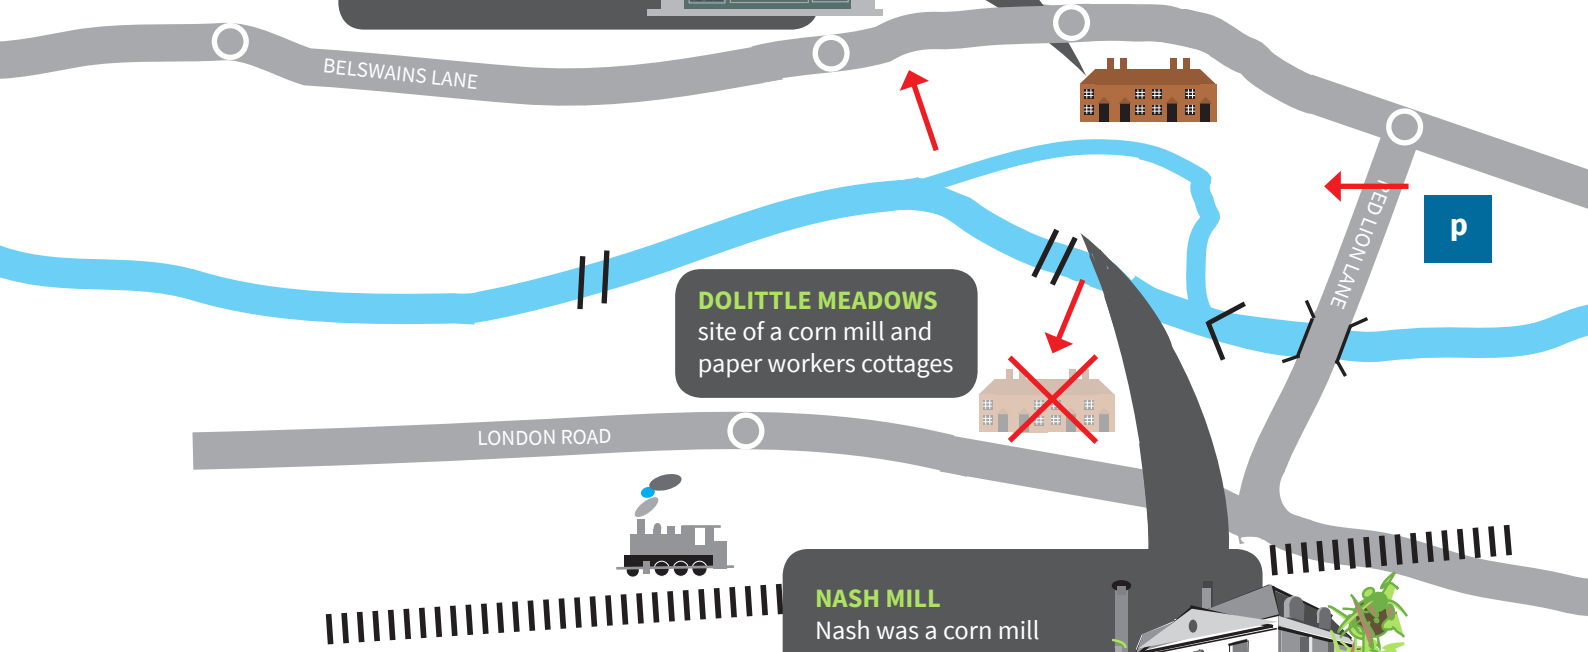 BELSWAINS LANE
RED LION LANE
p
DOLITTLE MEADOWS
site of a corn mill and
paper workers cottages
LONDON ROAD
NASH MILL
Nash was a corn mill